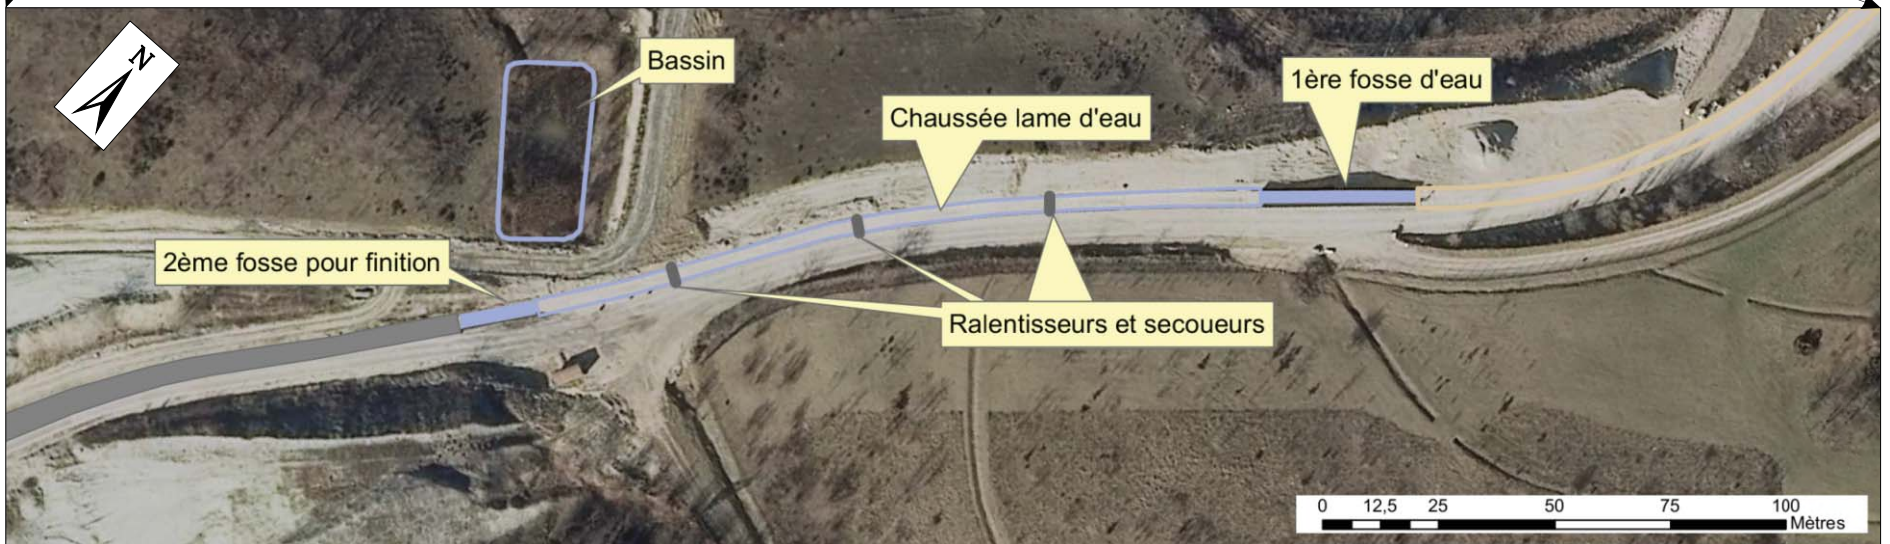 N
Bassin
1ère fosse d'eau
Chaussée lame d'eau
2ème fosse pour finition
Ralentisseurs et secoueurs
0 12,5 25 50 75 100
Mètres